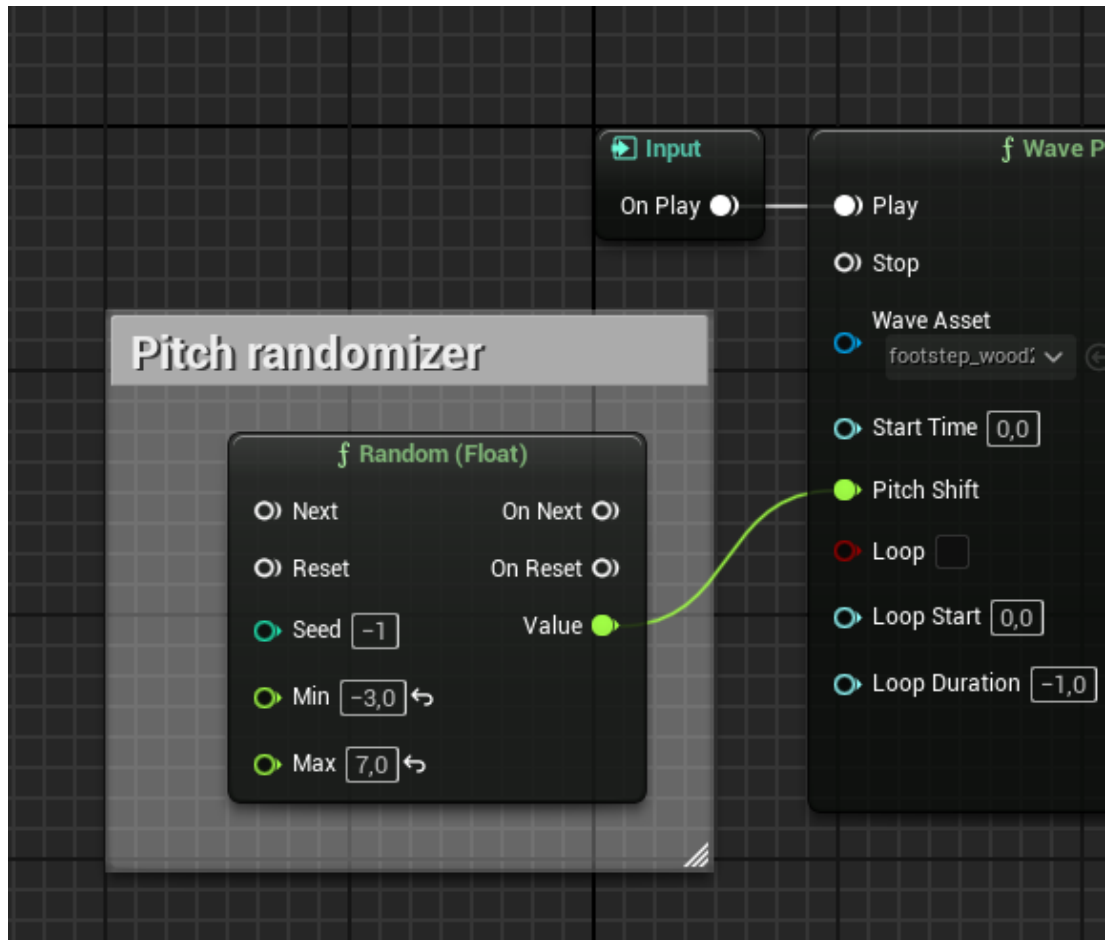 Input
On Play
Wave P
Play
Stop
Wave Asset
footstep_wood2
Start Time 0,0
Pitch Shift
Loop
Loop Start 0,0
Loop Duration -1,0
Pitch randomizer
Random (Float)
Next On Next
Reset On Reset
Seed -1 Value
Min -3,0
Max 7,0